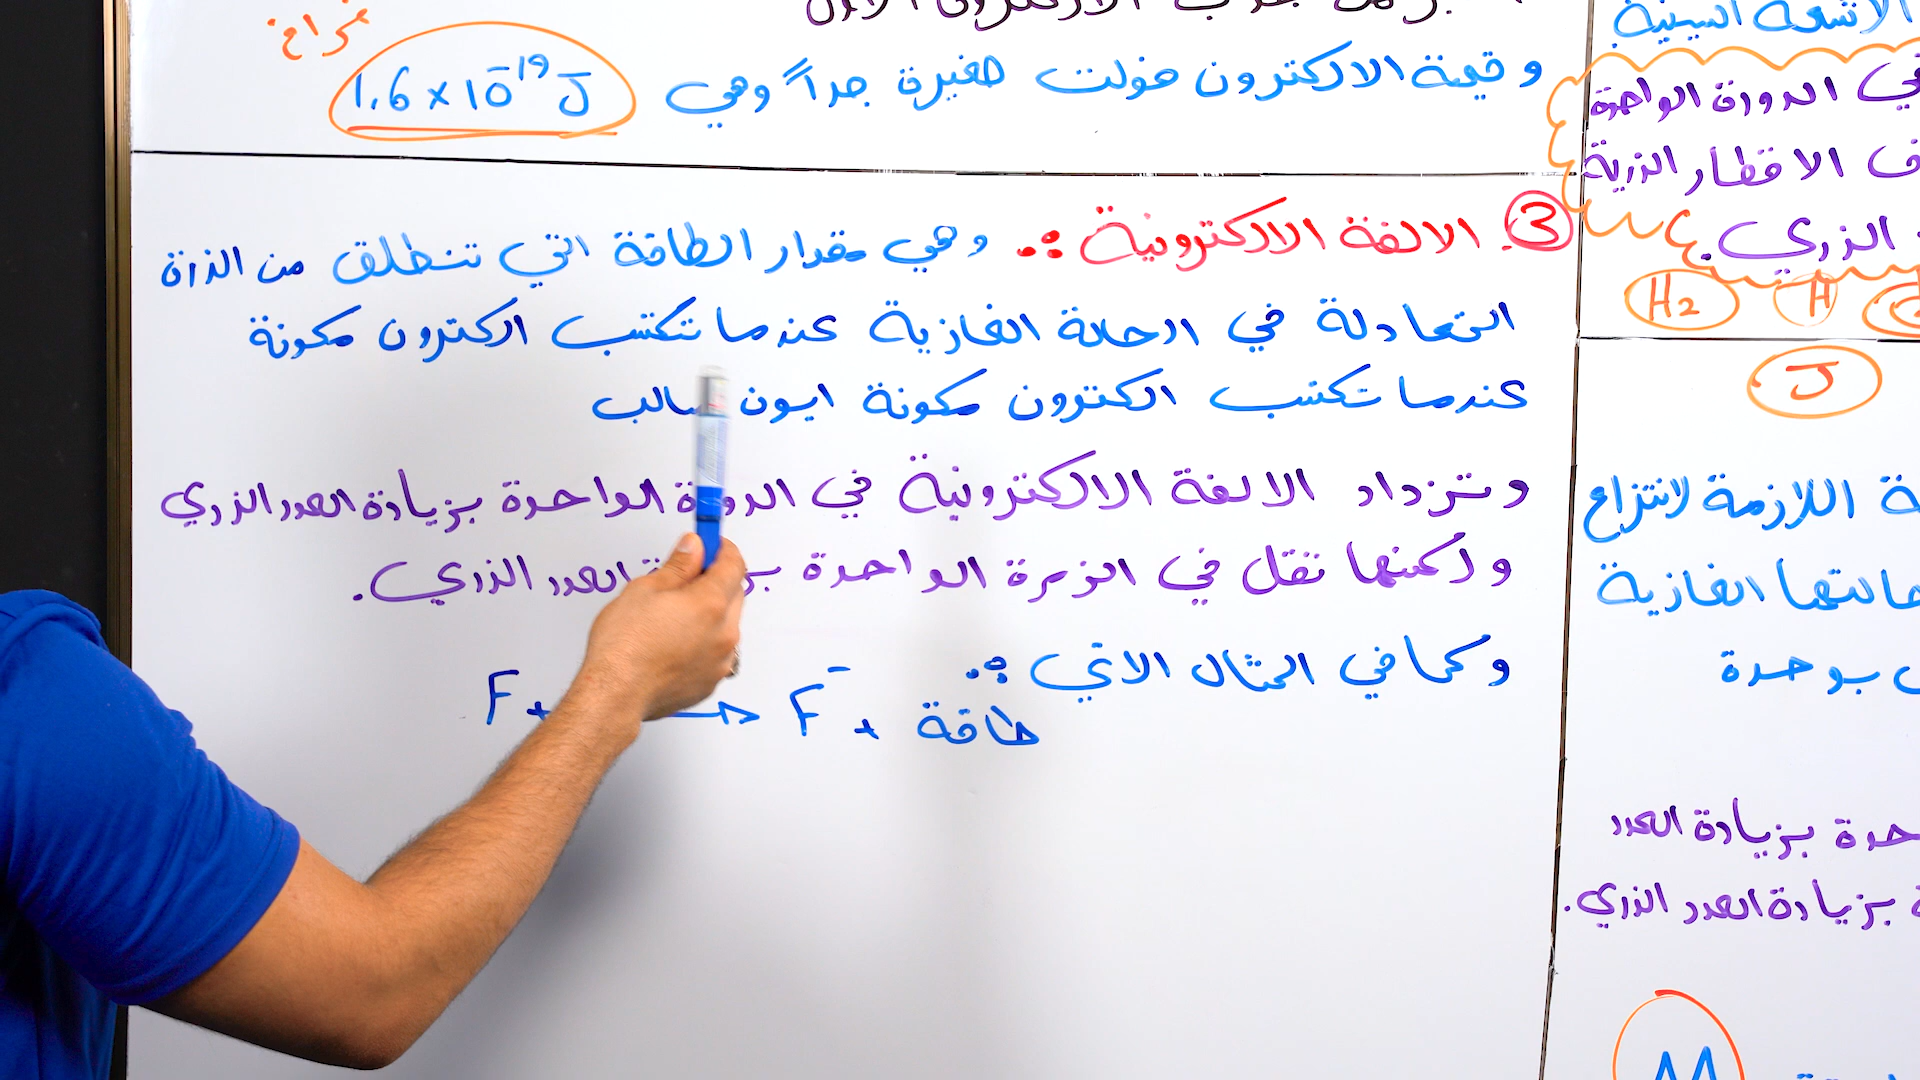 وقيمة الالكترون فولت صغيرة جداً وهي 1.6 x 10⁻¹⁹ J
فراغ
③ الالفة الالكترونية :. وهي مقدار الطاقة التي تنطلق من الذرة
المتعادلة في الحالة الغازية عندما تكتسب الكترون مكونة
عندما تكتسب الكترون مكونة ايون سالب
وتزداد الالفة الالكترونية في الدورة الواحدة بزيادة العدد الذري
ولكنها تقل في الزمرة الواحدة العدد الذري.
وكما في المثال الاتي :.
F + → F⁻ + طاقة
الاشعة السينية
في الدورة الواحدة
الاقطار الذرية
الذري.
H₂ H
J
اللازمة لانتزاع
حالتها الغازية
بوحدة
بزيادة العدد
بزيادة العدد الذري.